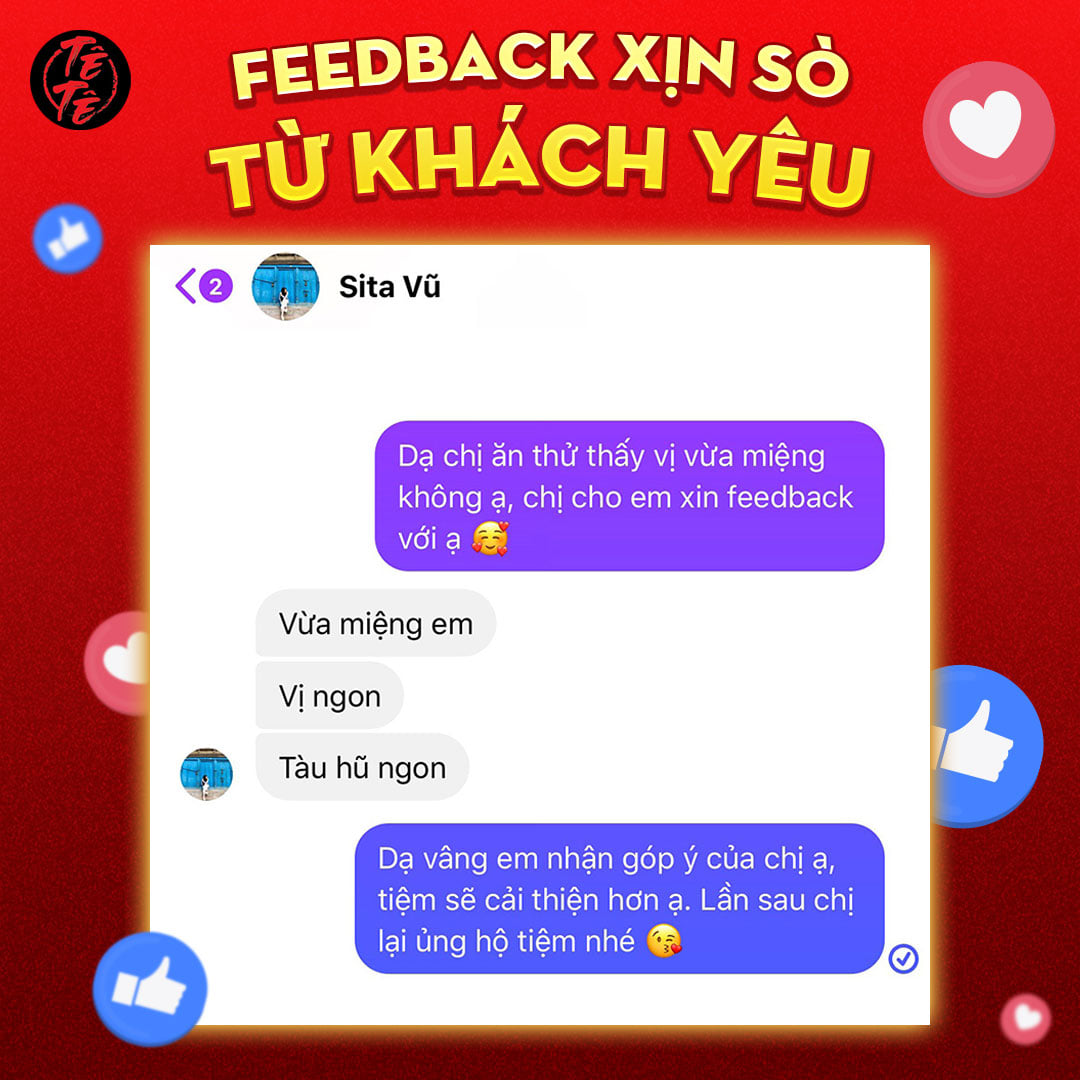 TÊ
TÊ
FEEDBACK XỊN SÒ
TỪ KHÁCH YÊU
2
Sita Vũ
Dạ chị ăn thử thấy vị vừa miệng
không ạ, chị cho em xin feedback
với ạ 🥰
Vừa miệng em
Vị ngon
Tàu hũ ngon
Dạ vâng em nhận góp ý của chị ạ,
tiệm sẽ cải thiện hơn ạ. Lần sau chị
lại ủng hộ tiệm nhé 😘